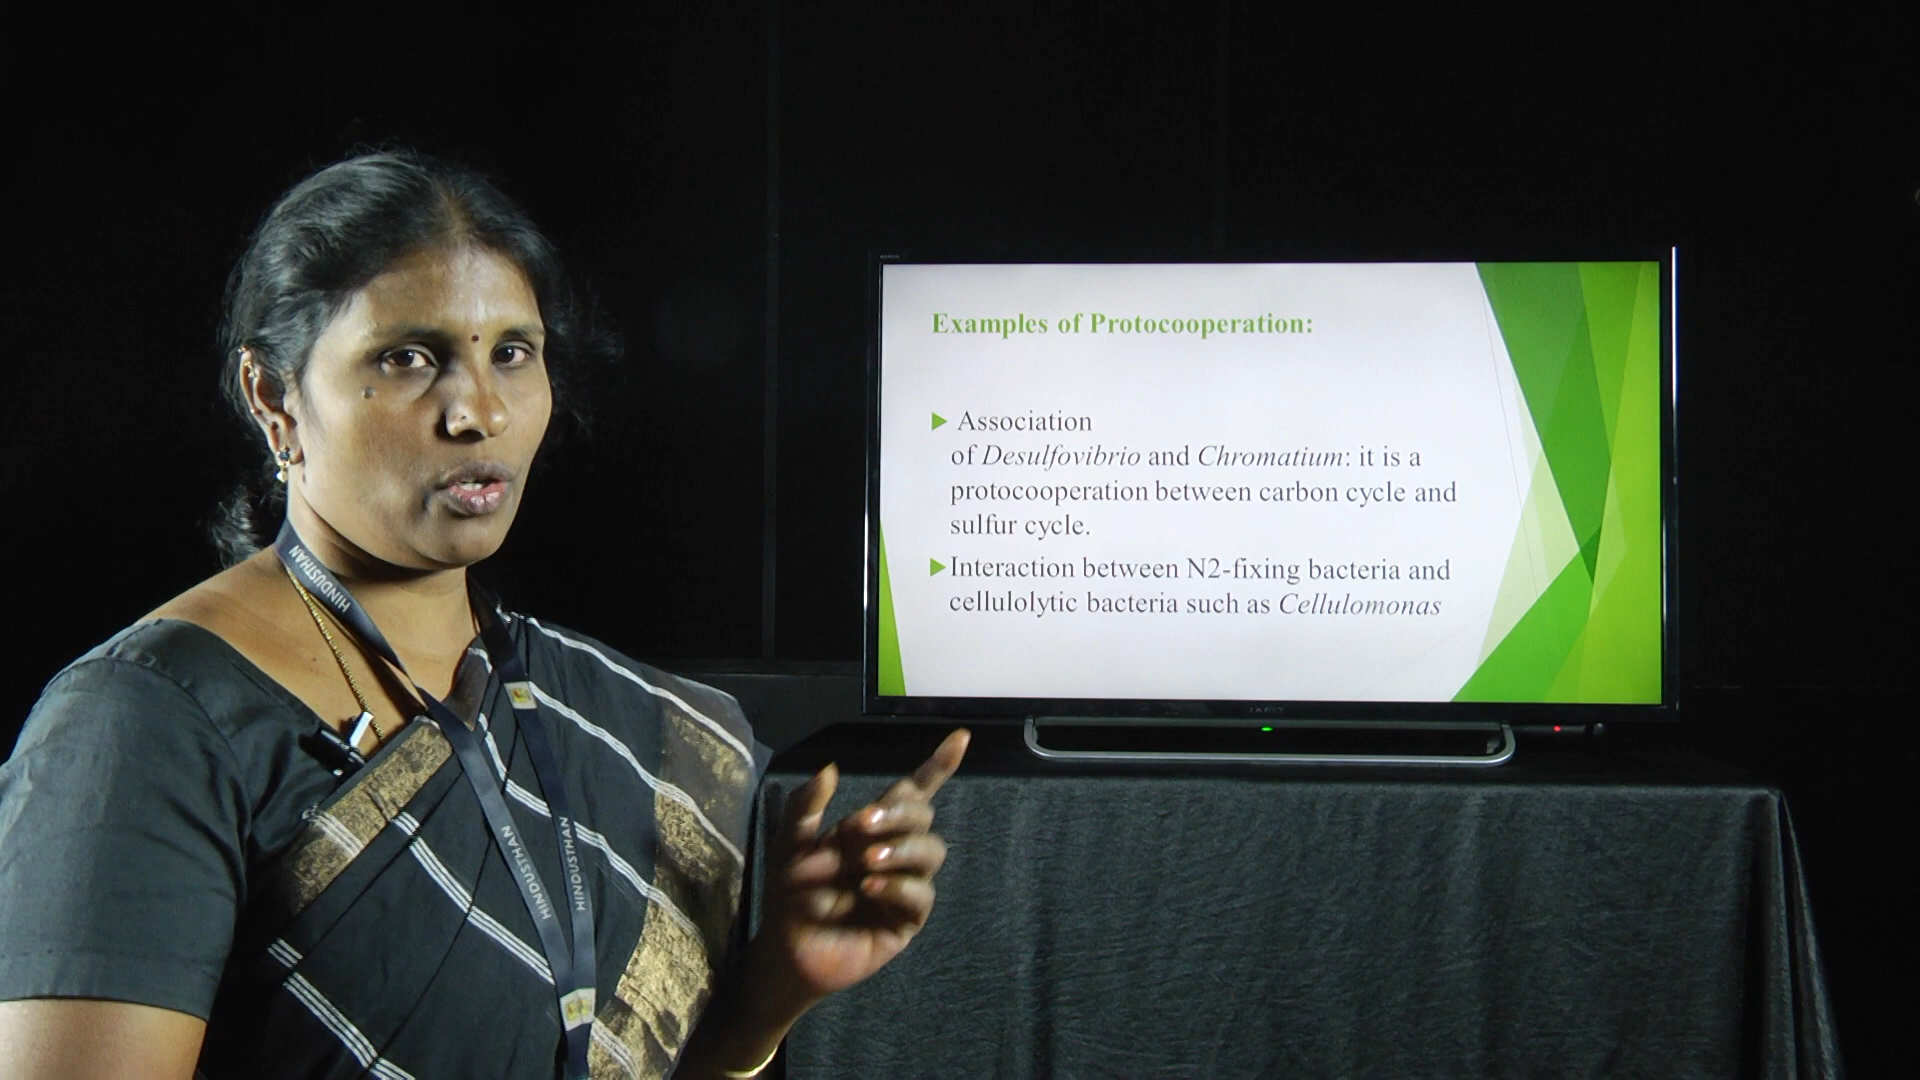 Examples of Protocooperation:
Association
of Desulfovibrio and Chromatium: it is a
protocooperation between carbon cycle and
sulfur cycle.
Interaction between N2-fixing bacteria and
cellulolytic bacteria such as Cellulomonas
HINDUSTHAN
HINDUSTHAN
HINDUSTHAN